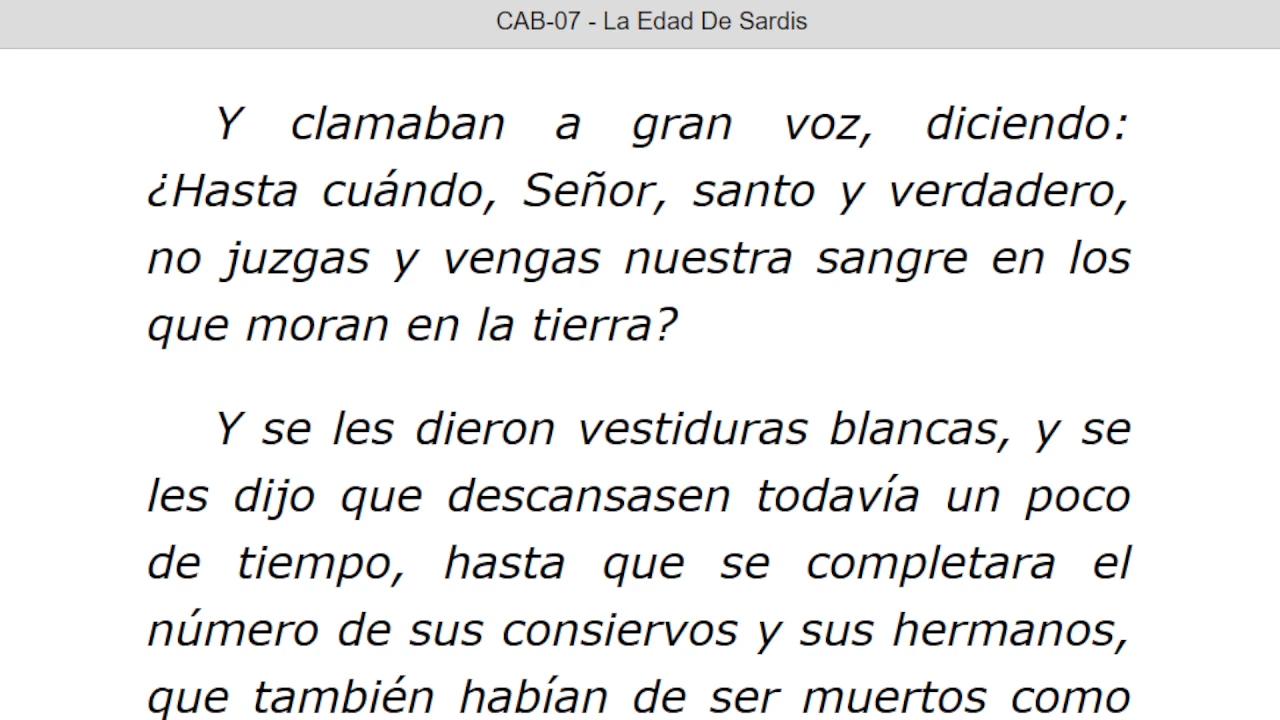 CAB-07 - La Edad De Sardis
Y clamaban a gran voz, diciendo:
¿Hasta cuándo, Señor, santo y verdadero,
no juzgas y vengas nuestra sangre en los
que moran en la tierra?
Y se les dieron vestiduras blancas, y se
les dijo que descansasen todavía un poco
de tiempo, hasta que se completara el
número de sus consiervos y sus hermanos,
que también habían de ser muertos como